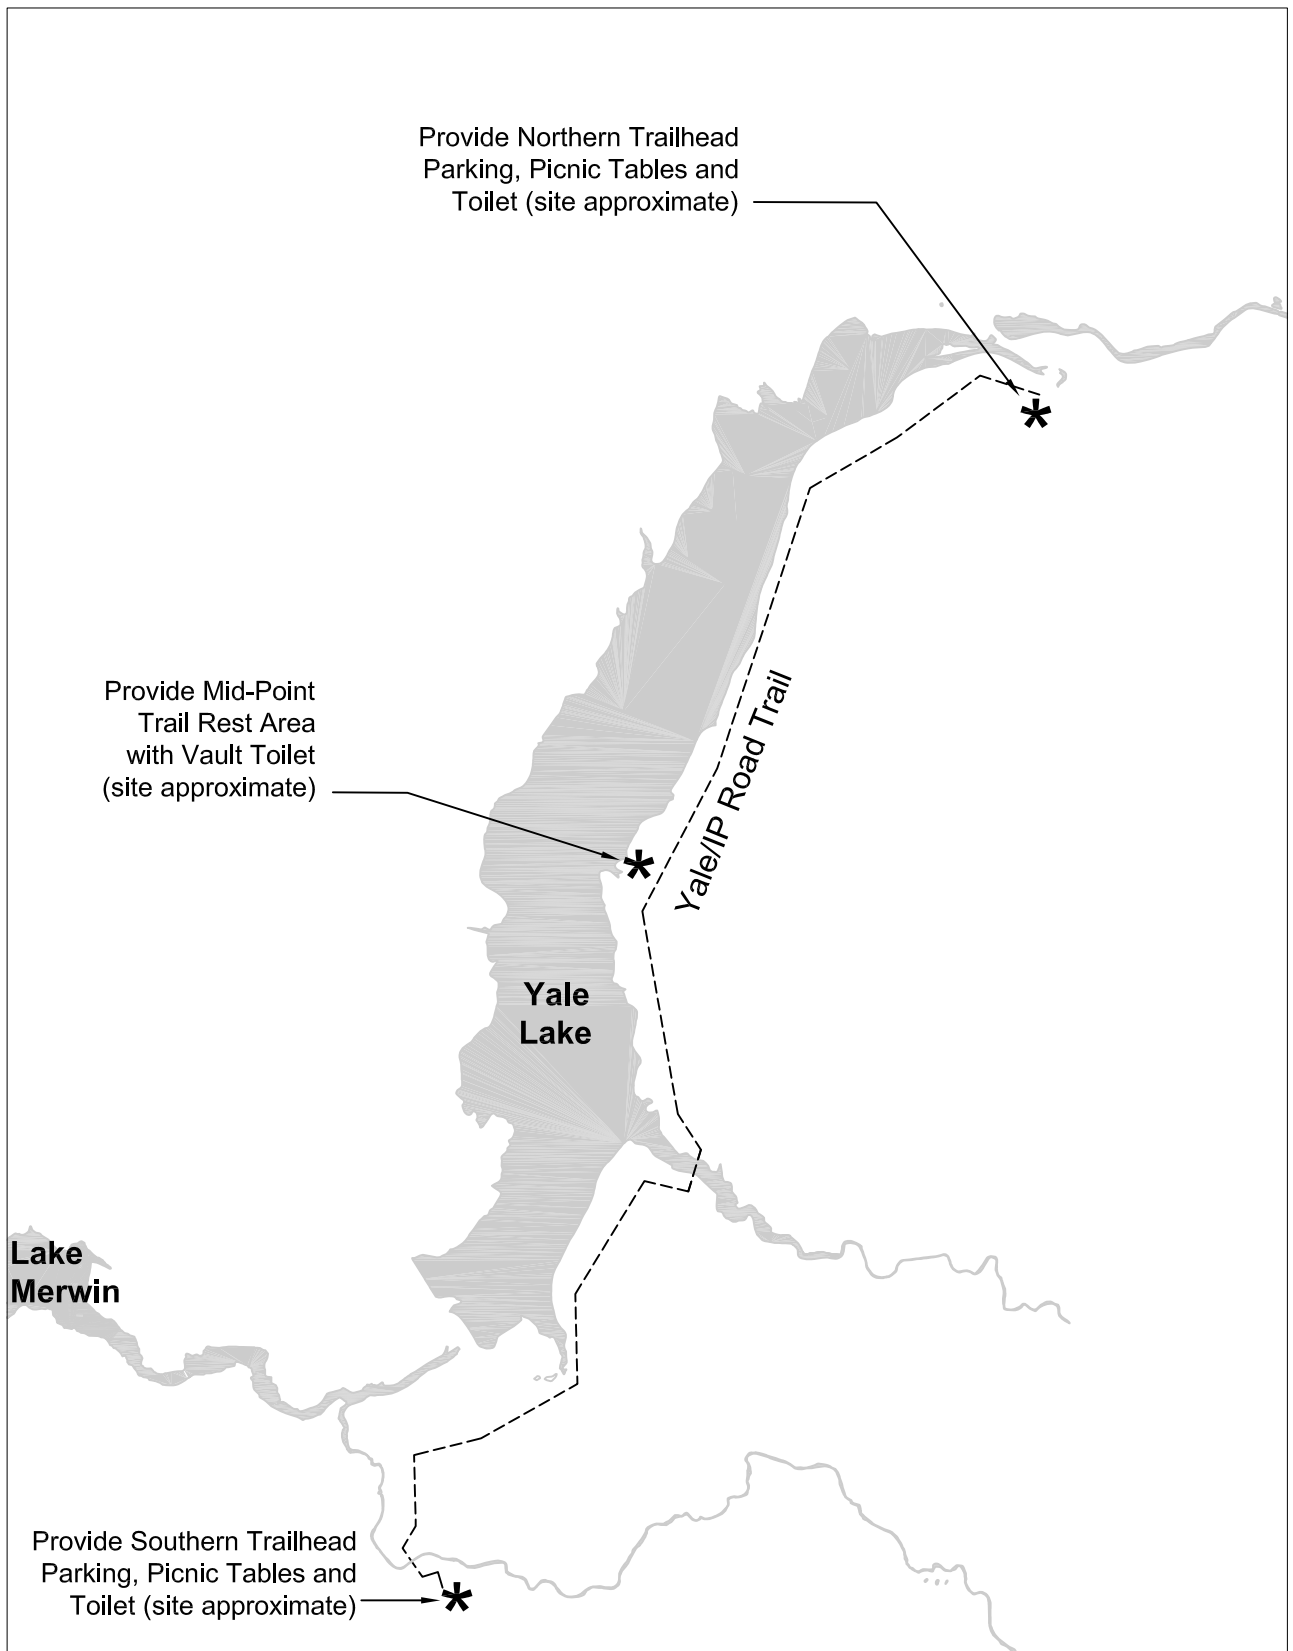 Provide Northern Trailhead
Parking, Picnic Tables and
Toilet (site approximate)
*
Provide Mid-Point
Trail Rest Area
with Vault Toilet
(site approximate)
*
Yale/IP Road Trail
Yale
Lake
Lake
Merwin
Provide Southern Trailhead
Parking, Picnic Tables and
Toilet (site approximate)
*